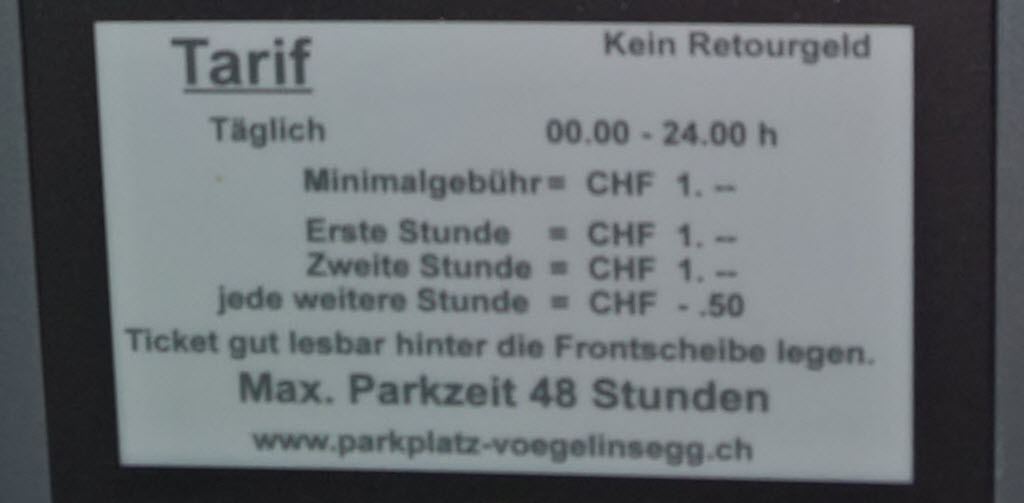 Tarif
Kein Retourgeld
Täglich 00.00 - 24.00 h
Minimalgebühr = CHF 1. --
Erste Stunde = CHF 1. --
Zweite Stunde = CHF 1. --
jede weitere Stunde = CHF - .50
Ticket gut lesbar hinter die Frontscheibe legen.
Max. Parkzeit 48 Stunden
www.parkplatz-voegelinsegg.ch